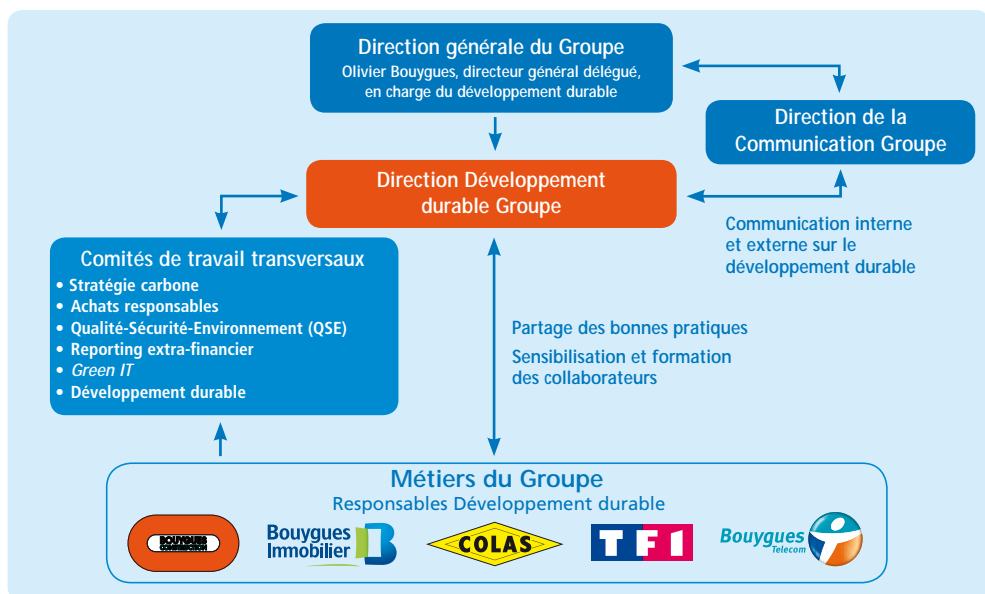 Direction générale du Groupe
Olivier Bouygues, directeur général délégué,
en charge du développement durable
Direction de la
Communication Groupe
Direction Développement
durable Groupe
Communication interne
et externe sur le
développement durable
Comités de travail transversaux
• Stratégie carbone
• Achats responsables
• Qualité-Sécurité-Environnement (QSE)
• Reporting extra-financier
• Green IT
• Développement durable
Partage des bonnes pratiques
Sensibilisation et formation
des collaborateurs
Métiers du Groupe
Responsables Développement durable
BOUYGUES
CONSTRUCTION
Bouygues
Immobilier
COLAS
TF1
Bouygues
Telecom